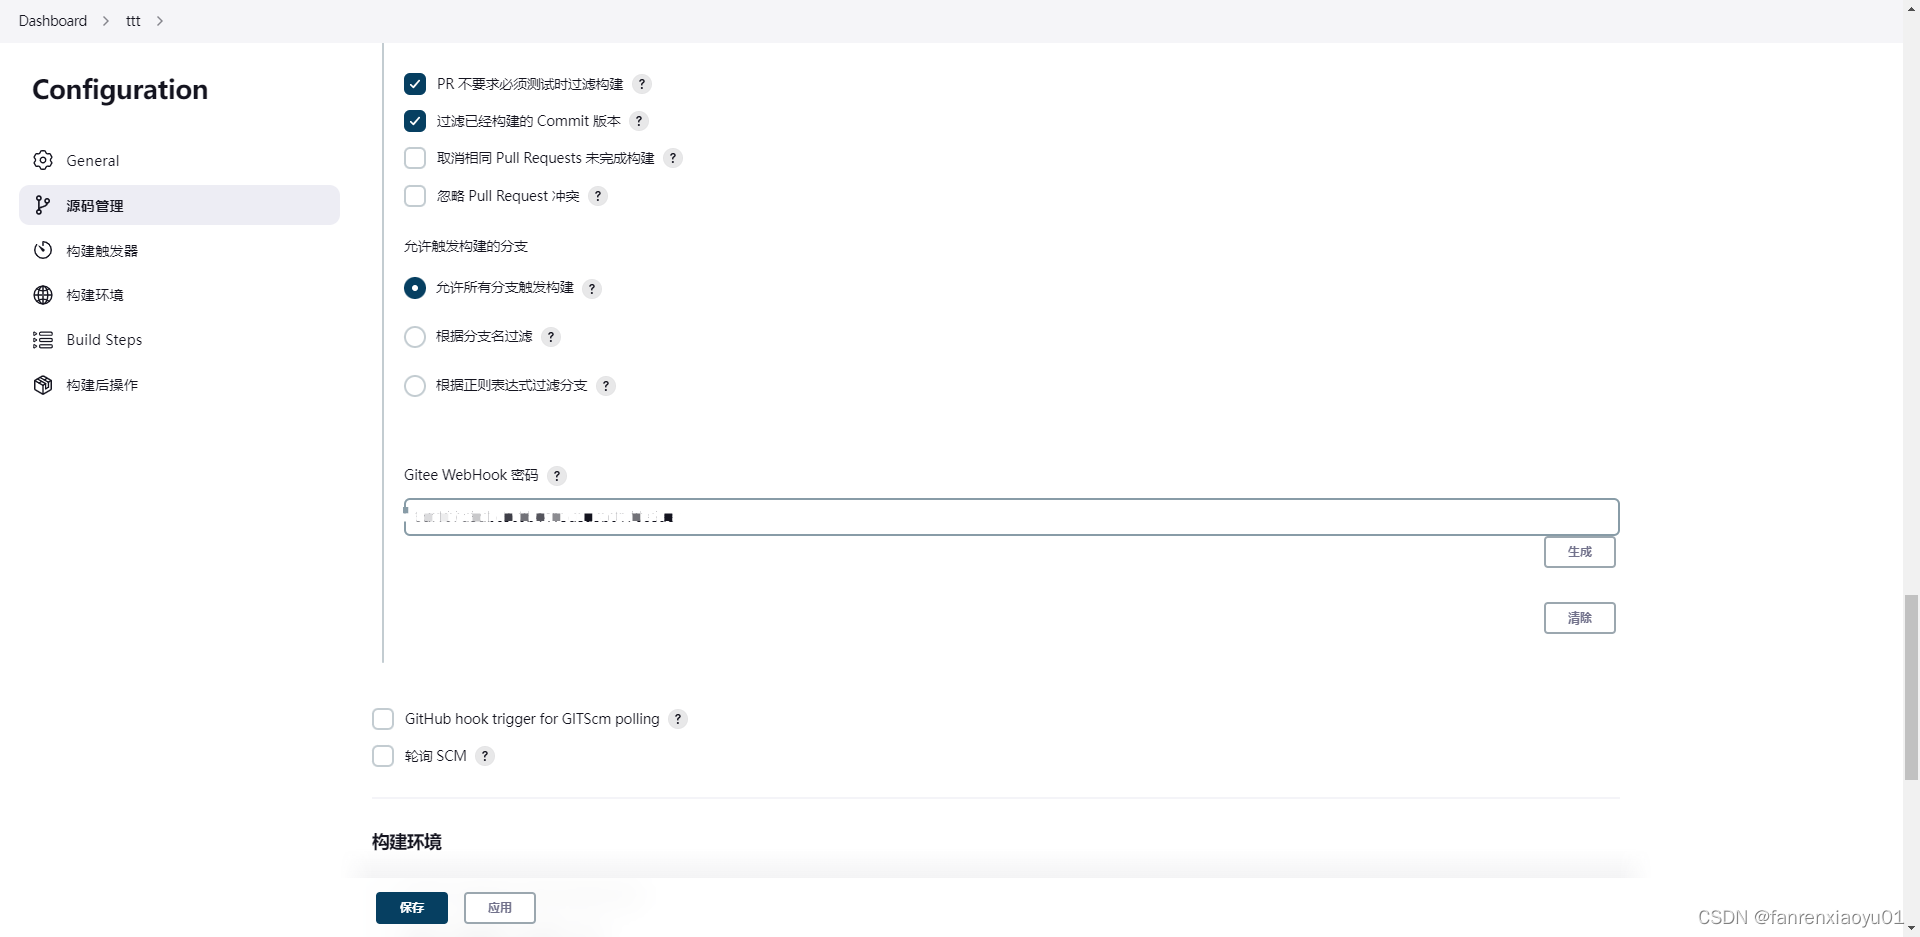 Dashboard
ttt
Configuration
General
源码管理
构建触发器
构建环境
Build Steps
构建后操作
PR 不要求必须测试时过滤构建 ?
过滤已经构建的 Commit 版本 ?
取消相同 Pull Requests 未完成构建 ?
忽略 Pull Request 冲突 ?
允许触发构建的分支
允许所有分支触发构建 ?
根据分支名过滤 ?
根据正则表达式过滤分支 ?
Gitee WebHook 密码 ?
生成
清除
GitHub hook trigger for GITScm polling ?
轮询 SCM ?
构建环境
保存
应用
CSDN @fanrenxiaoyu01